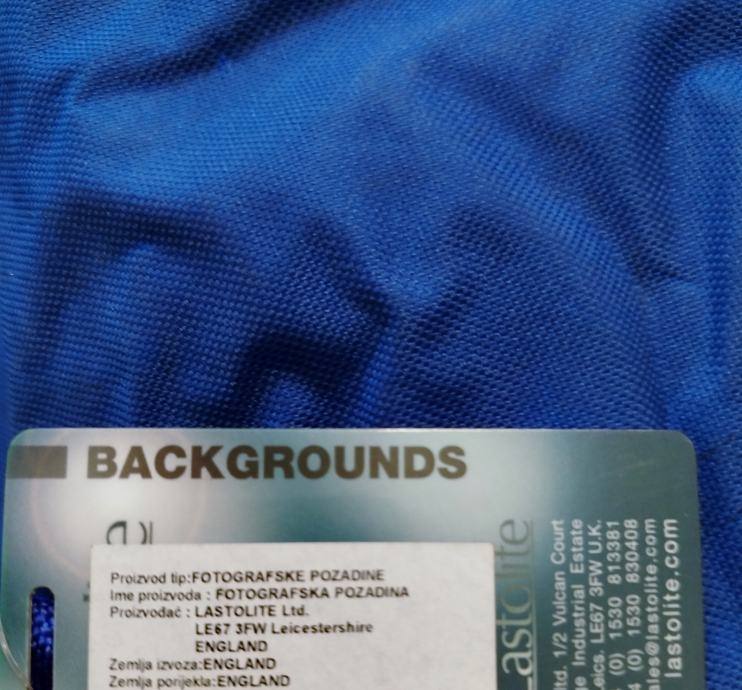 BACKGROUNDS
Proizvod tip:FOTOGRAFSKE POZADINE
Ime proizvoda : FOTOGRAFSKA POZADINA
Proizvođač : LASTOLITE Ltd.
LE67 3FW Leicestershire
ENGLAND
Zemlja izvoza:ENGLAND
Zemlja porijekla:ENGLAND
Lastolite
Ltd. 1/2 Vulcan Court
Industrial Estate
LE67 3FW U.K.
(0) 1530 813381
(0) 1530 830408
les@lastolite.com
lastolite.com